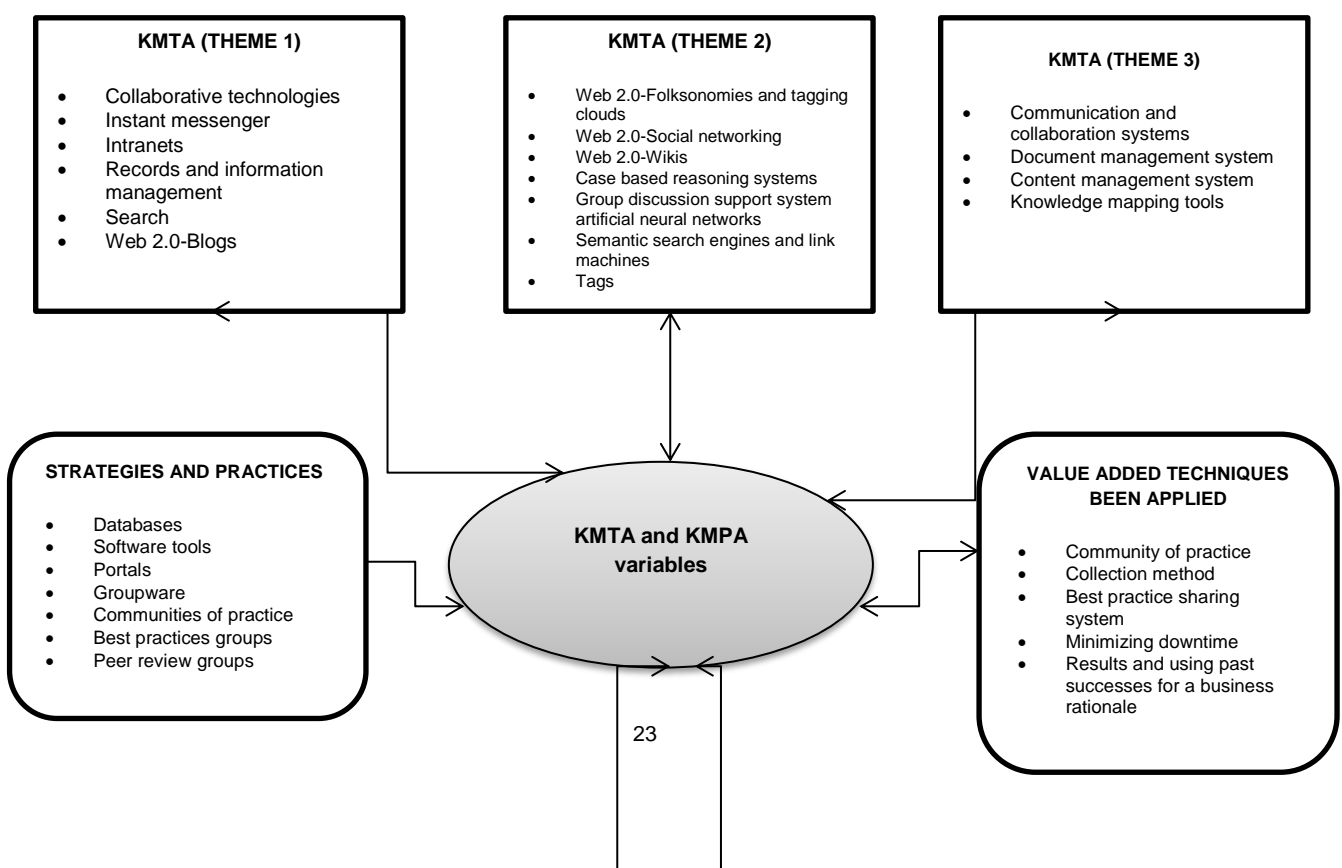 KMTA (THEME 1)
• Collaborative technologies
• Instant messenger
• Intranets
• Records and information
management
• Search
• Web 2.0-Blogs
KMTA (THEME 2)
• Web 2.0-Folksonomies and tagging
clouds
• Web 2.0-Social networking
• Web 2.0-Wikis
• Case based reasoning systems
• Group discussion support system
artificial neural networks
• Semantic search engines and link
machines
• Tags
KMTA (THEME 3)
• Communication and
collaboration systems
• Document management system
• Content management system
• Knowledge mapping tools
STRATEGIES AND PRACTICES
• Databases
• Software tools
• Portals
• Groupware
• Communities of practice
• Best practices groups
• Peer review groups
KMTA and KMPA
variables
VALUE ADDED TECHNIQUES
BEEN APPLIED
• Community of practice
• Collection method
• Best practice sharing
system
• Minimizing downtime
• Results and using past
successes for a business
rationale
23